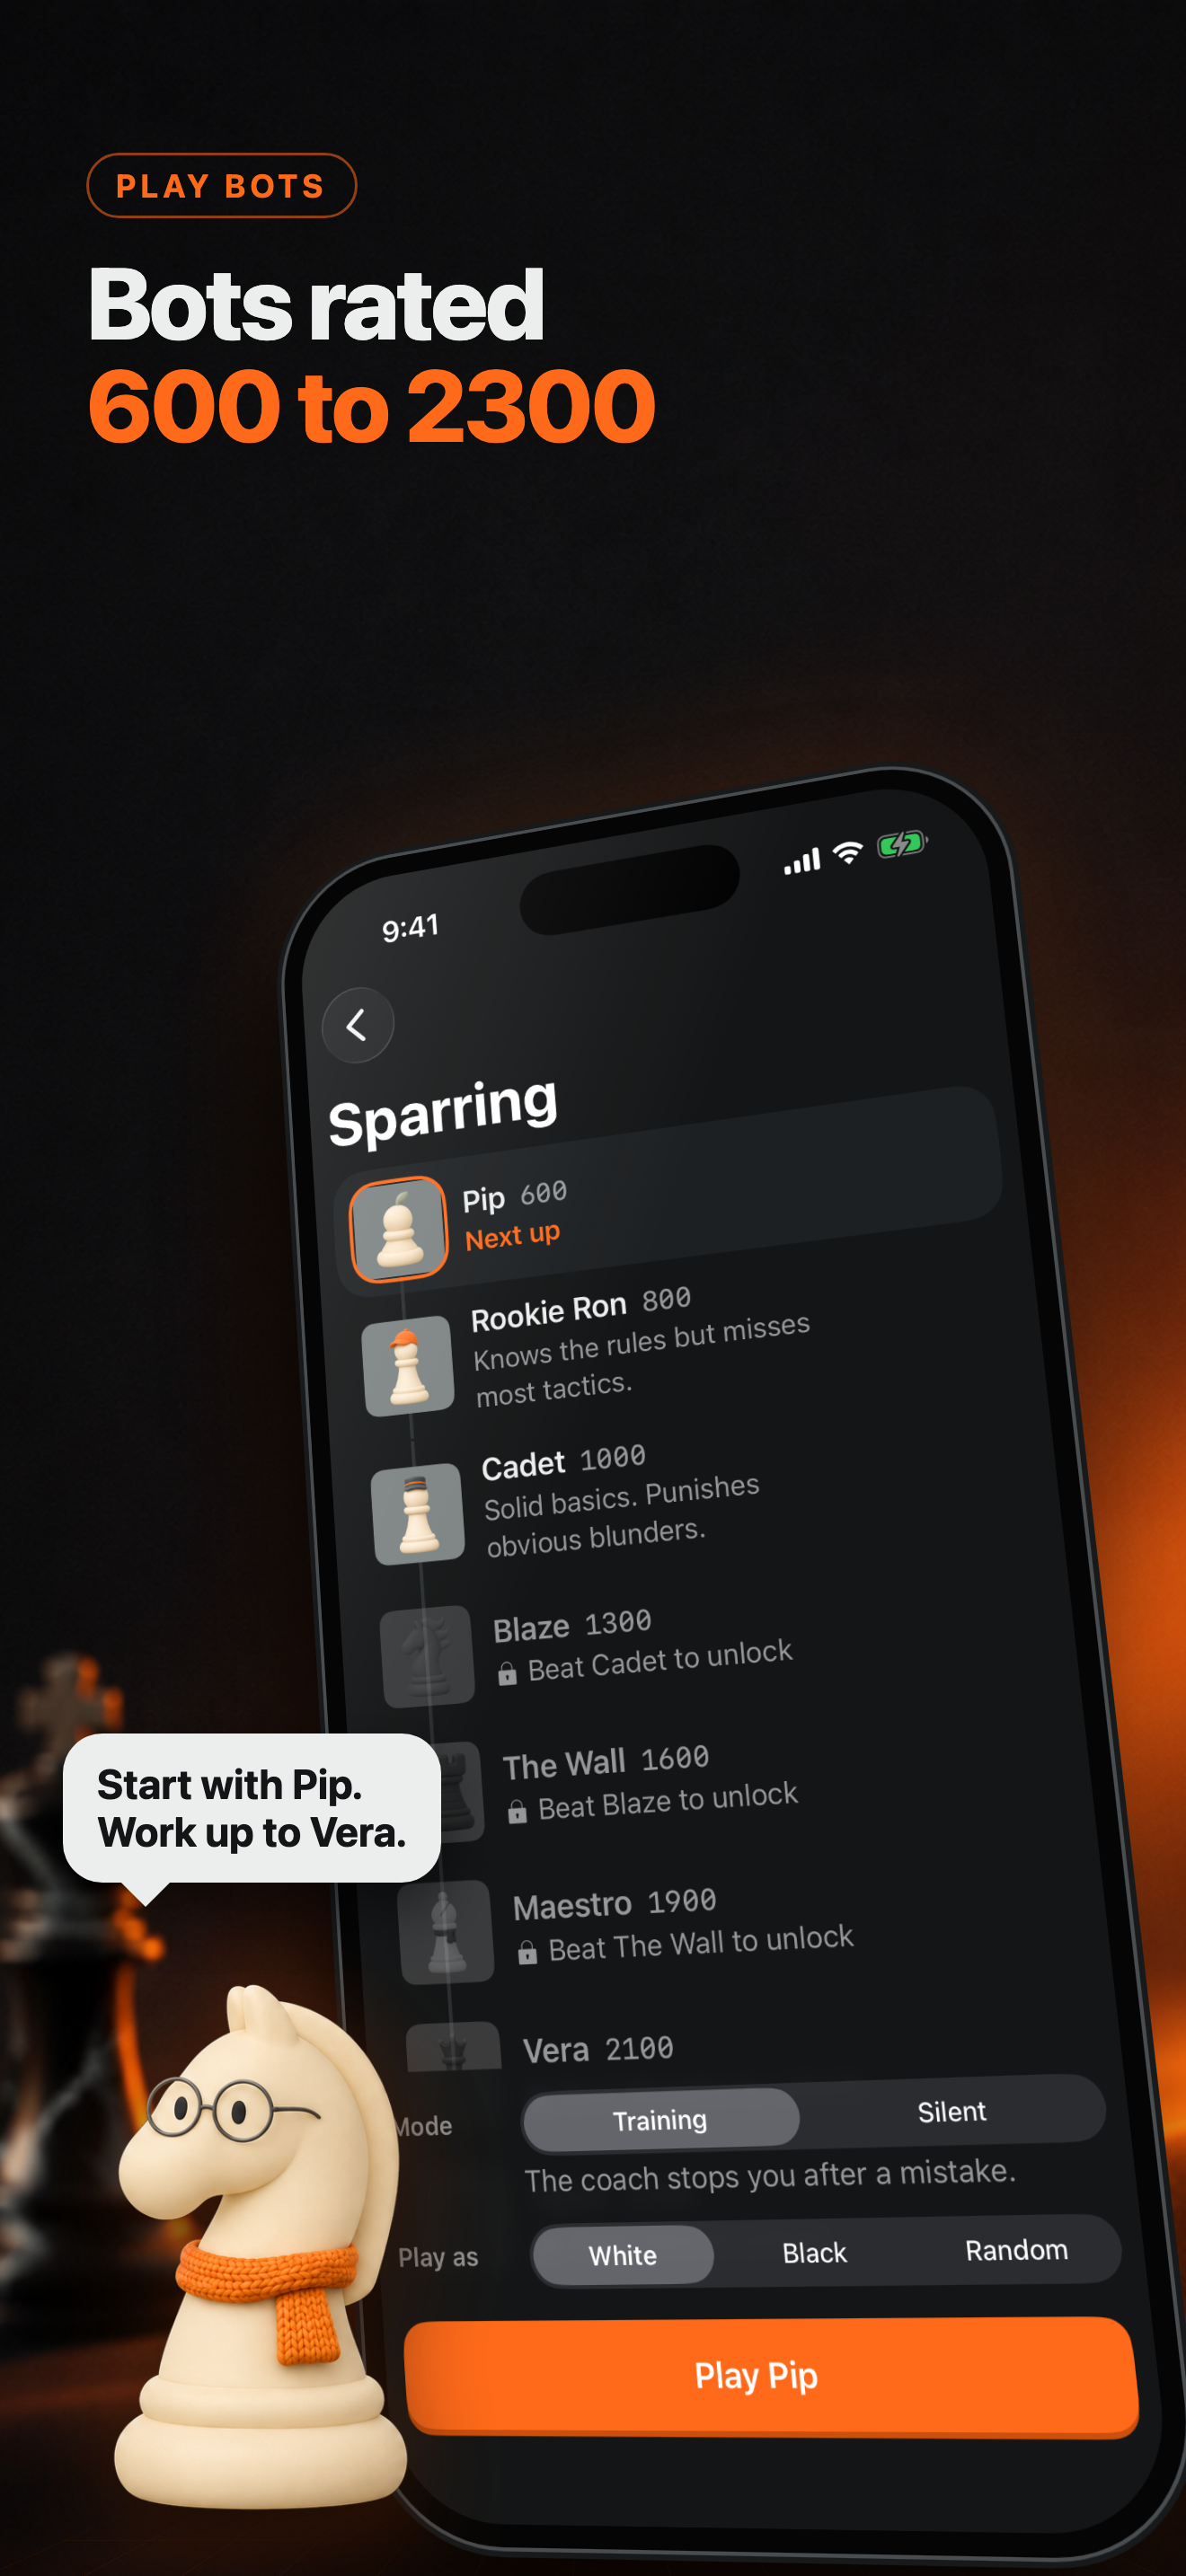 PLAY BOTS
Bots rated
600 to 2300
9:41
Sparring
Pip 600
Next up
Rookie Ron 800
Knows the rules but misses
most tactics.
Cadet 1000
Solid basics. Punishes
obvious blunders.
Blaze 1300
Beat Cadet to unlock
The Wall 1600
Beat Blaze to unlock
Start with Pip.
Work up to Vera.
Maestro 1900
Beat The Wall to unlock
Vera 2100
Mode Training Silent
The coach stops you after a mistake.
Play as White Black Random
Play Pip